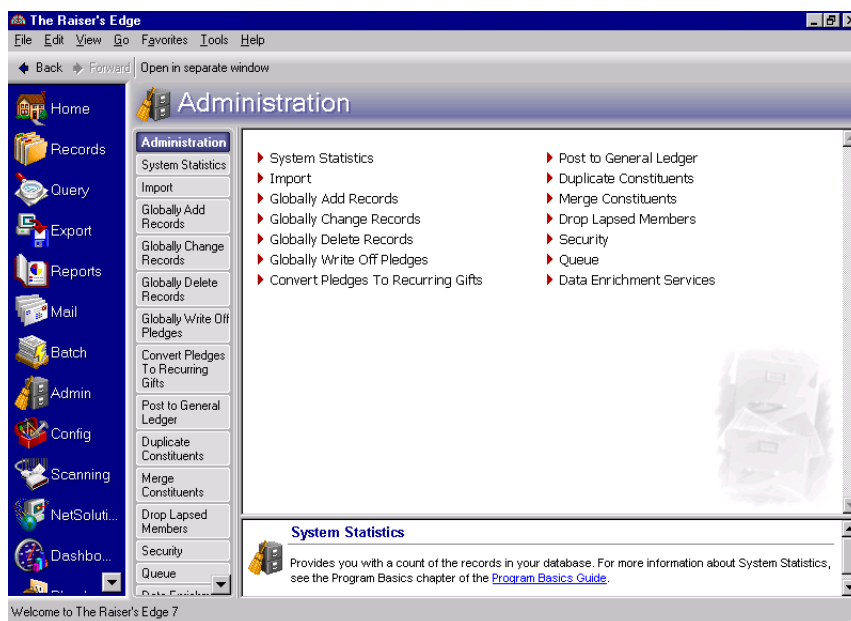 The Raiser's Edge
File Edit View Go Favorites Tools Help
Back Forward Open in separate window
Administration
Home
Records
Query
Export
Reports
Mail
Batch
Admin
Config
Scanning
NetSoluti...
Dashbo...
Administration
System Statistics
Import
Globally Add
Records
Globally Change
Records
Globally Delete
Records
Globally Write Off
Pledges
Convert Pledges
To Recurring
Gifts
Post to General
Ledger
Duplicate
Constituents
Merge
Constituents
Drop Lapsed
Members
Security
Queue
System Statistics
Import
Globally Add Records
Globally Change Records
Globally Delete Records
Globally Write Off Pledges
Convert Pledges To Recurring Gifts
Post to General Ledger
Duplicate Constituents
Merge Constituents
Drop Lapsed Members
Security
Queue
Data Enrichment Services
System Statistics
Provides you with a count of the records in your database. For more information about System Statistics,
see the Program Basics chapter of the Program Basics Guide.
Welcome to The Raiser's Edge 7